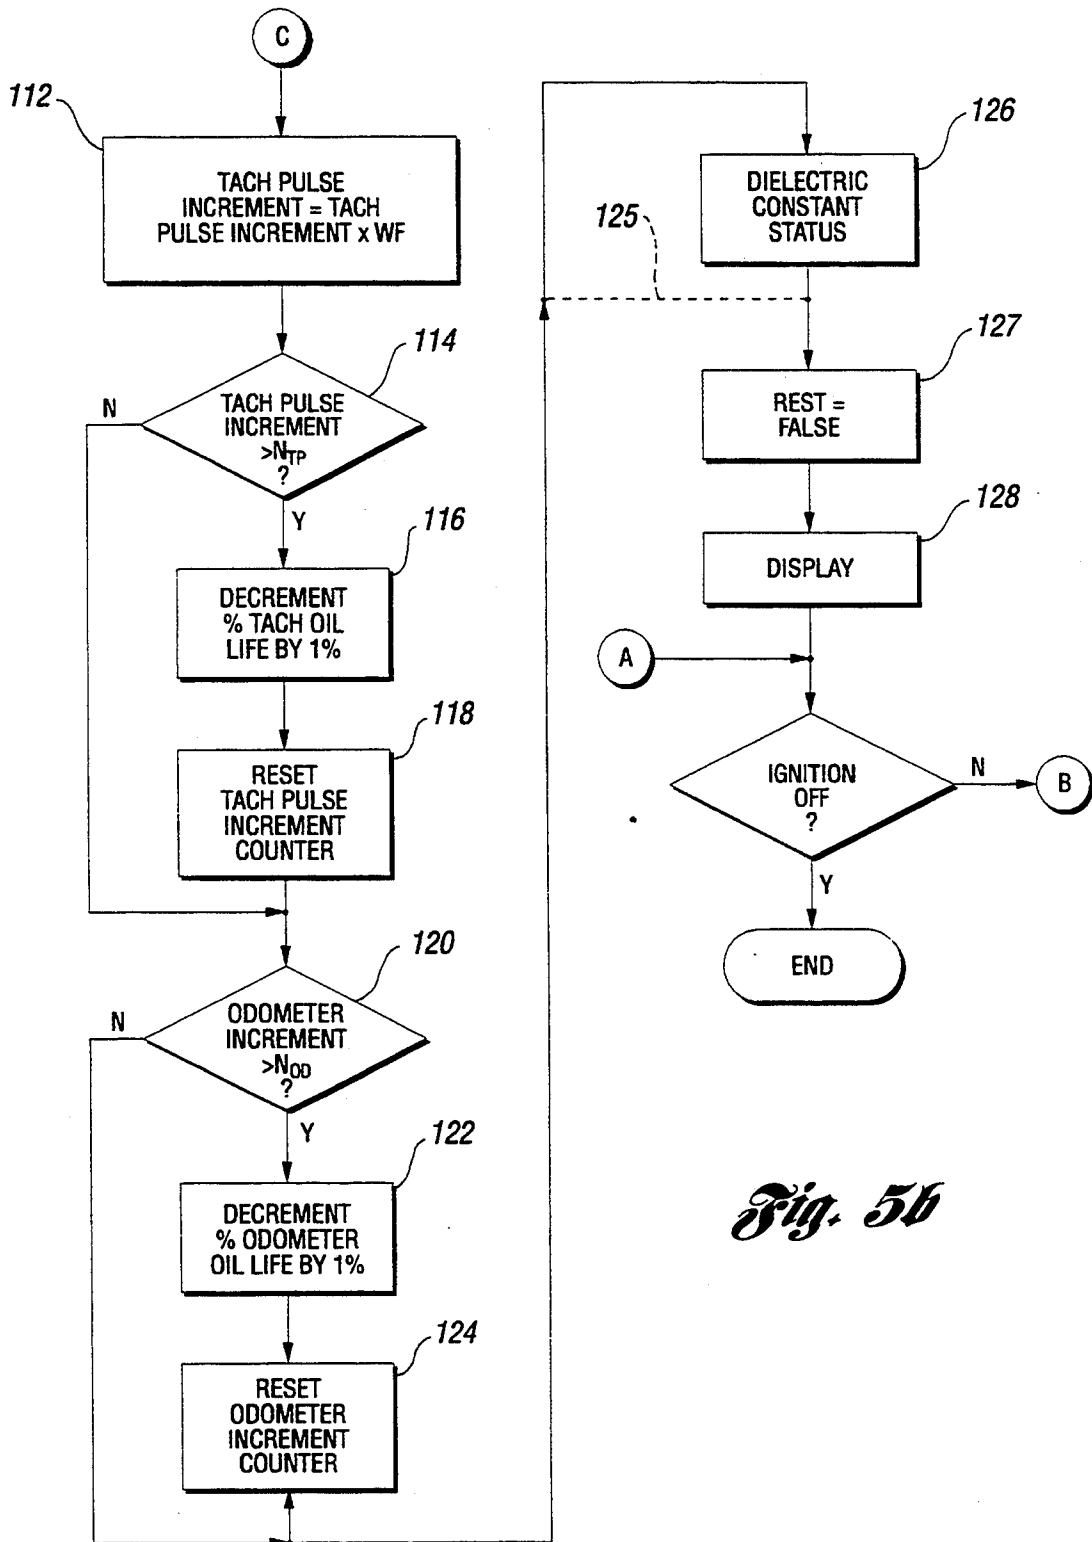 C
112
TACH PULSE
INCREMENT = TACH
PULSE INCREMENT x WF
114
TACH PULSE
INCREMENT
>NTP
?
N
Y
116
DECREMENT
% TACH OIL
LIFE BY 1%
118
RESET
TACH PULSE
INCREMENT
COUNTER
120
ODOMETER
INCREMENT
>NOD
?
N
Y
122
DECREMENT
% ODOMETER
OIL LIFE BY 1%
124
RESET
ODOMETER
INCREMENT
COUNTER
126
DIELECTRIC
CONSTANT
STATUS
125
127
REST =
FALSE
128
DISPLAY
A
IGNITION
OFF
?
N
B
Y
END
Fig. 5b